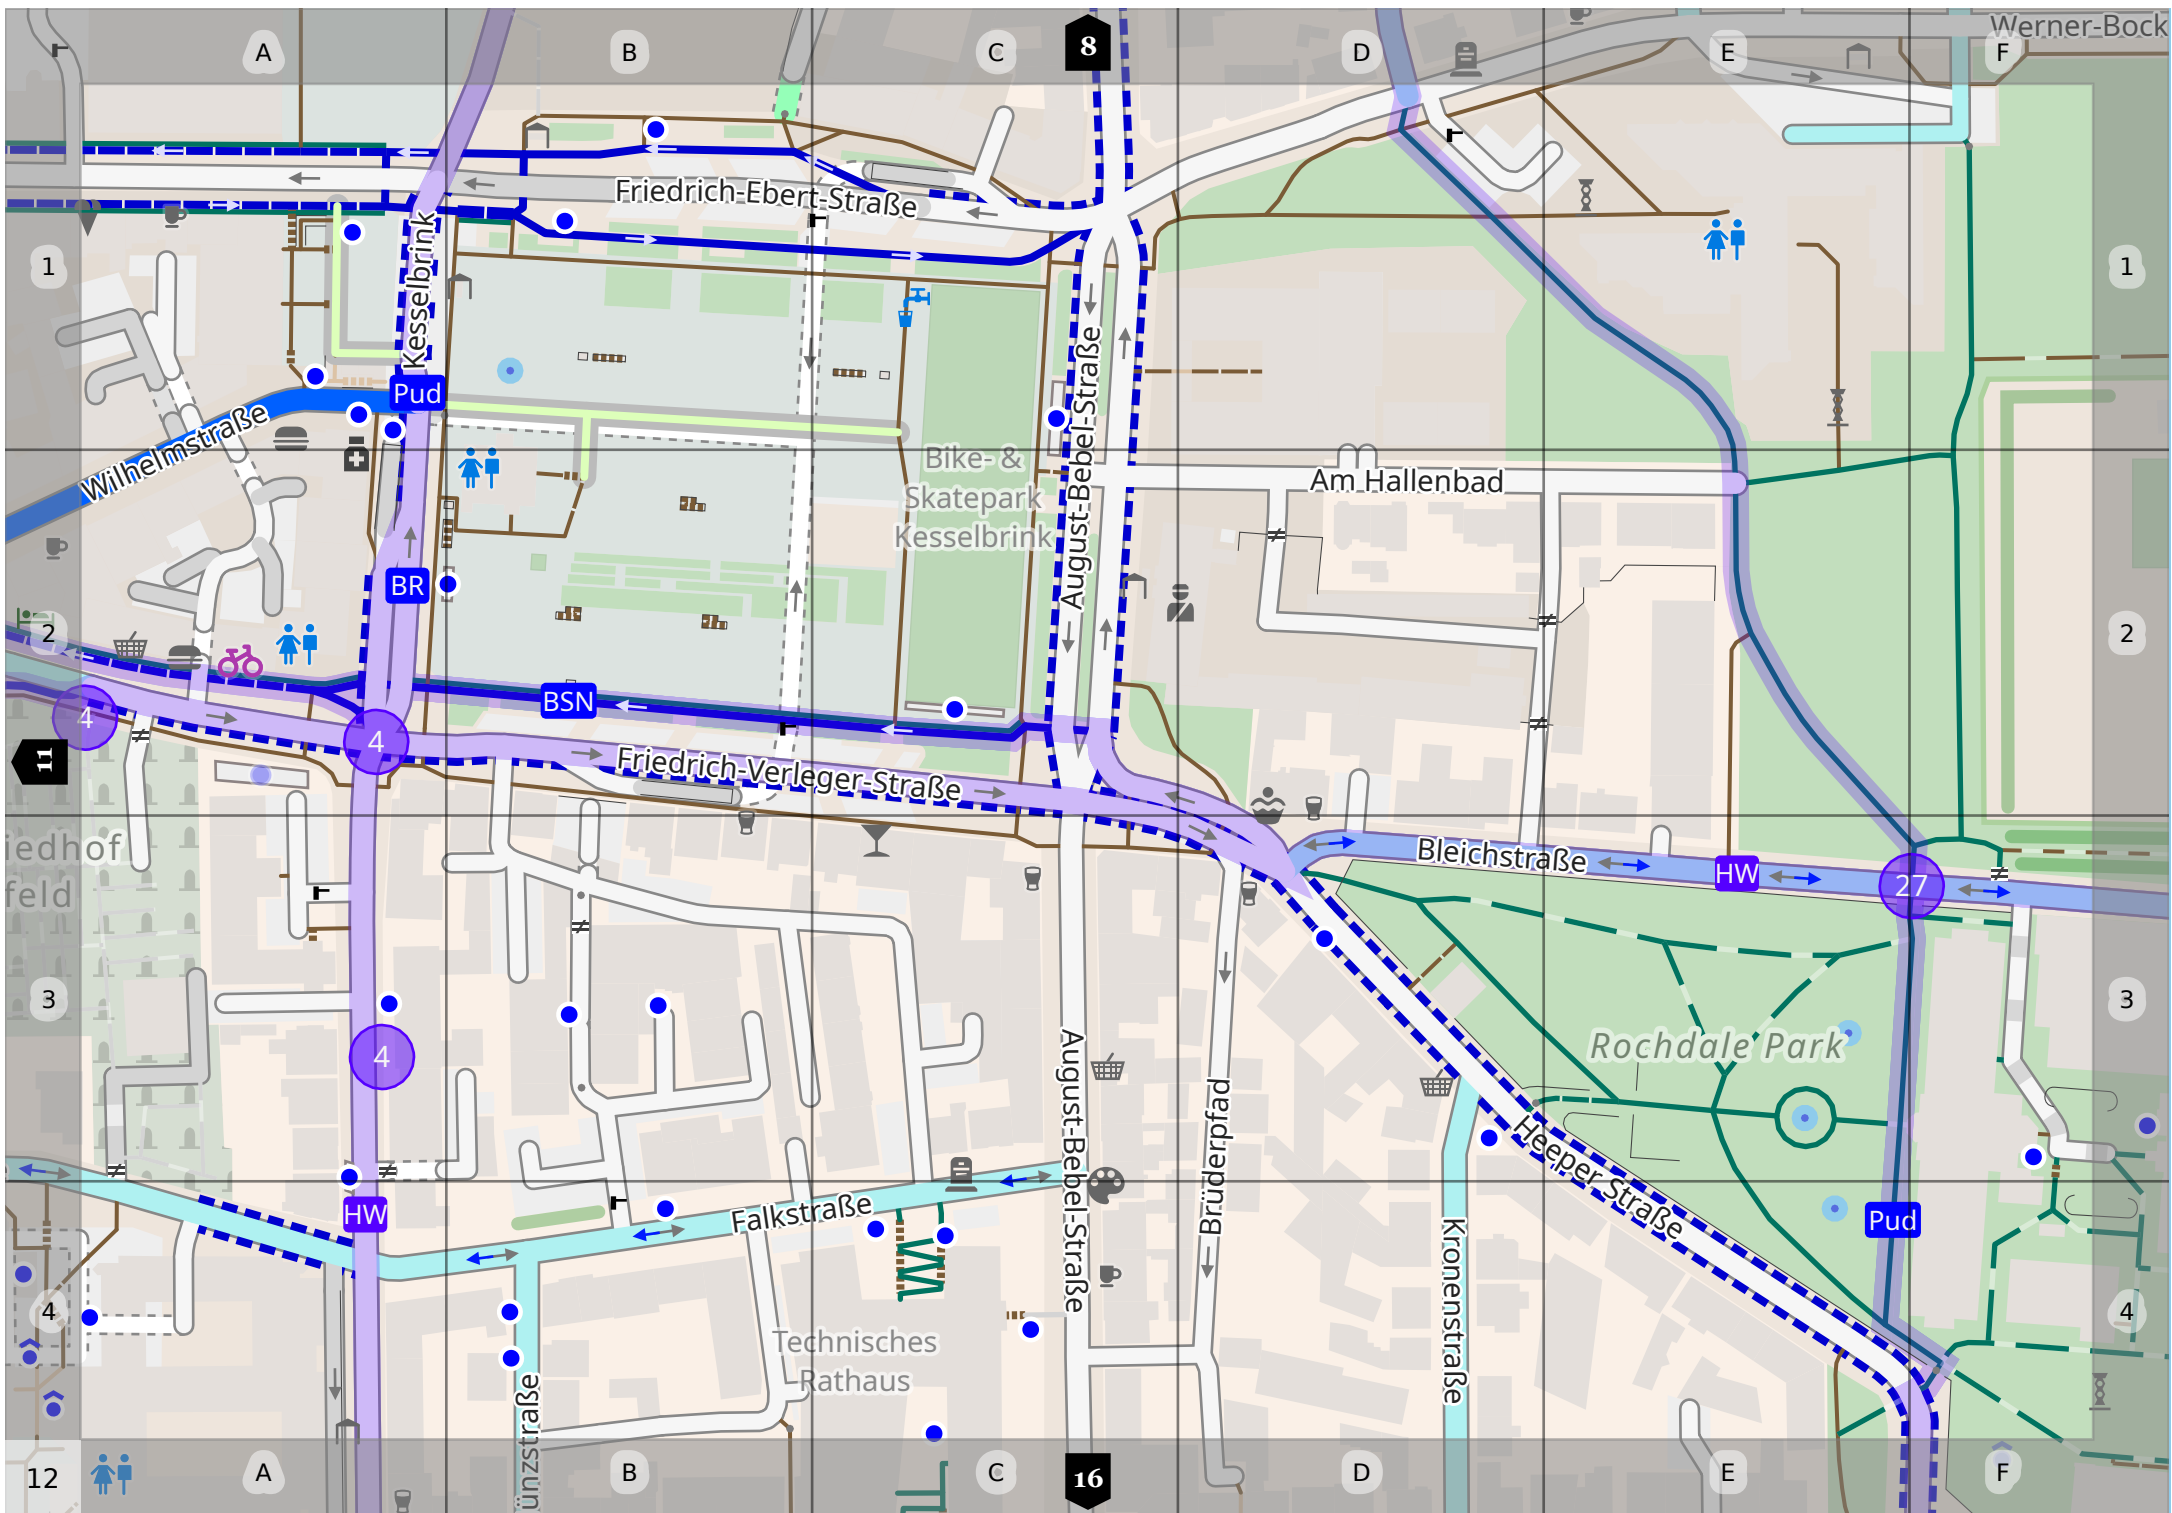 A
B
C
8
D
E
Werner-Bock
F
Friedrich-Ebert-Straße
Kesselbrink
1
1
Pud
August-Bebel-Straße
Wilhelmstraße
Bike- &
Skatepark
Kesselbrink
Am Hallenbad
BR
2
2
4
4
BSN
11
Friedrich-Verleger-Straße
iedhof
feld
Bleichstraße
HW
27
3
3
4
August-Bebel-Straße
Brüderpfad
Rochdale Park
Heeper Straße
HW
Falkstraße
Pud
Kronenstraße
4
4
Technisches
Rathaus
ünzstraße
12
A
B
C
16
D
E
F